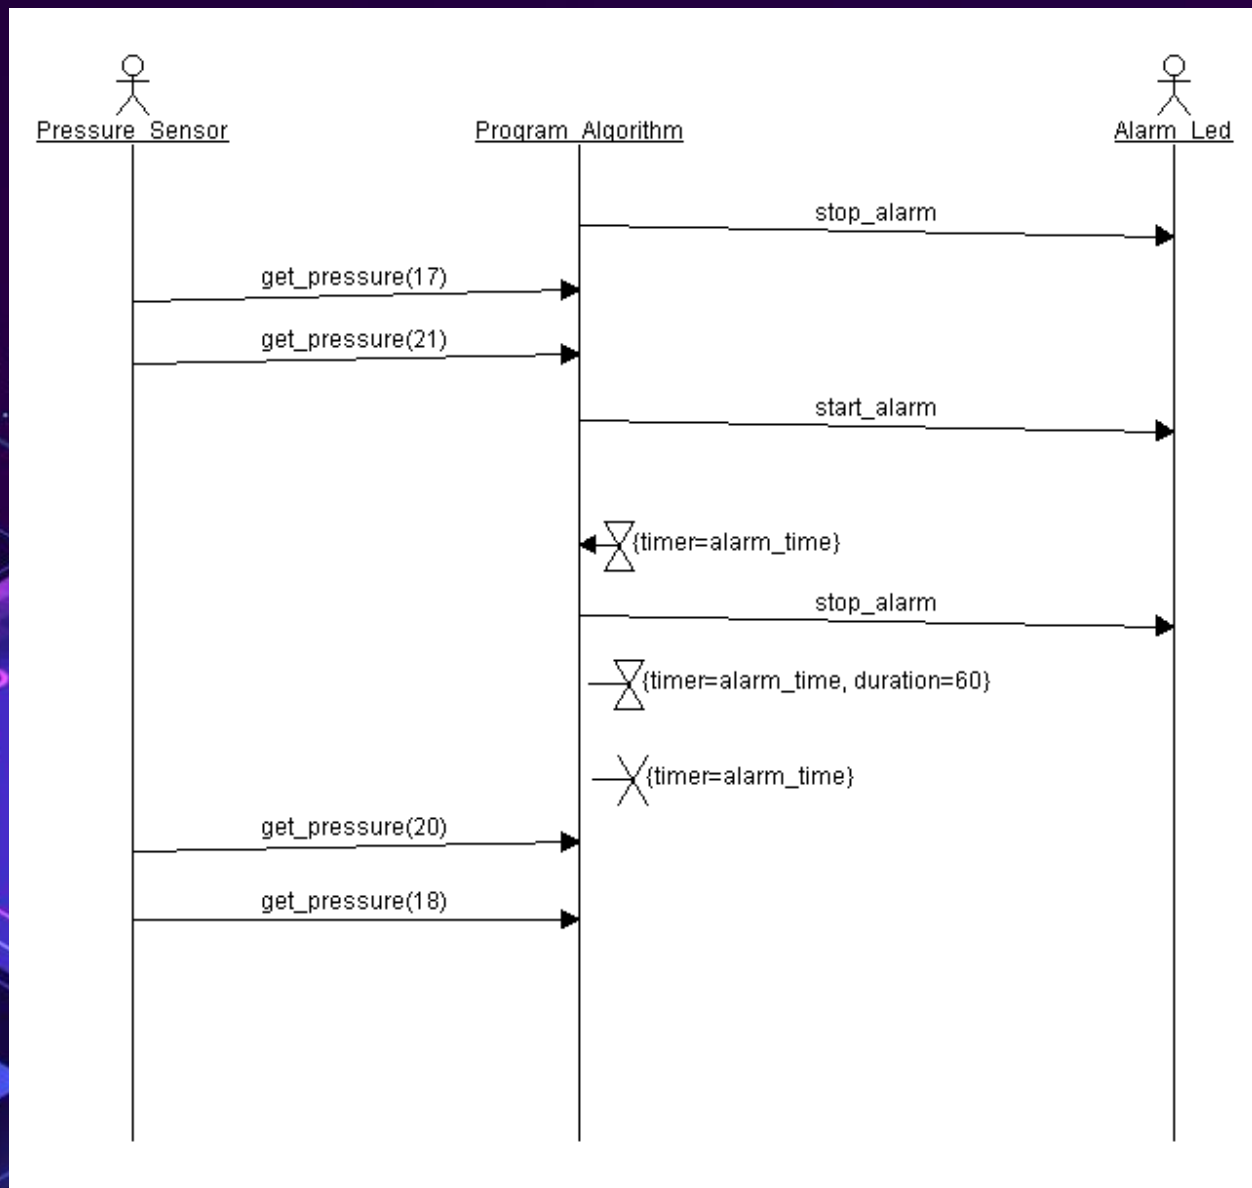 Pressure_Sensor
Program_Algorithm
Alarm_Led
stop_alarm
get_pressure(17)
get_pressure(21)
start_alarm
{timer=alarm_time}
stop_alarm
{timer=alarm_time, duration=60}
{timer=alarm_time}
get_pressure(20)
get_pressure(18)